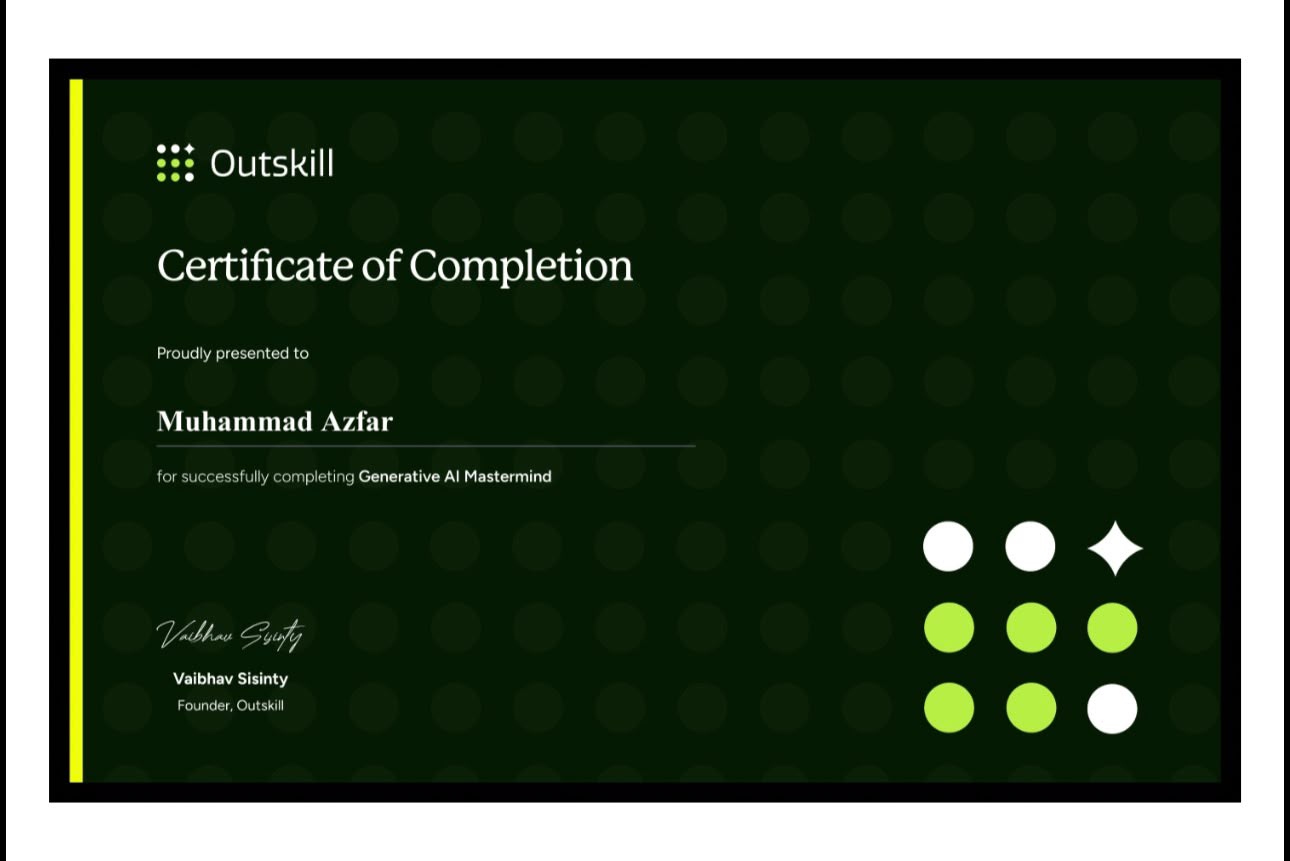 Outskill
Certificate of Completion
Proudly presented to
Muhammad Azfar
for successfully completing Generative AI Mastermind
Vaibhav Sisinty
Vaibhav Sisinty
Founder, Outskill